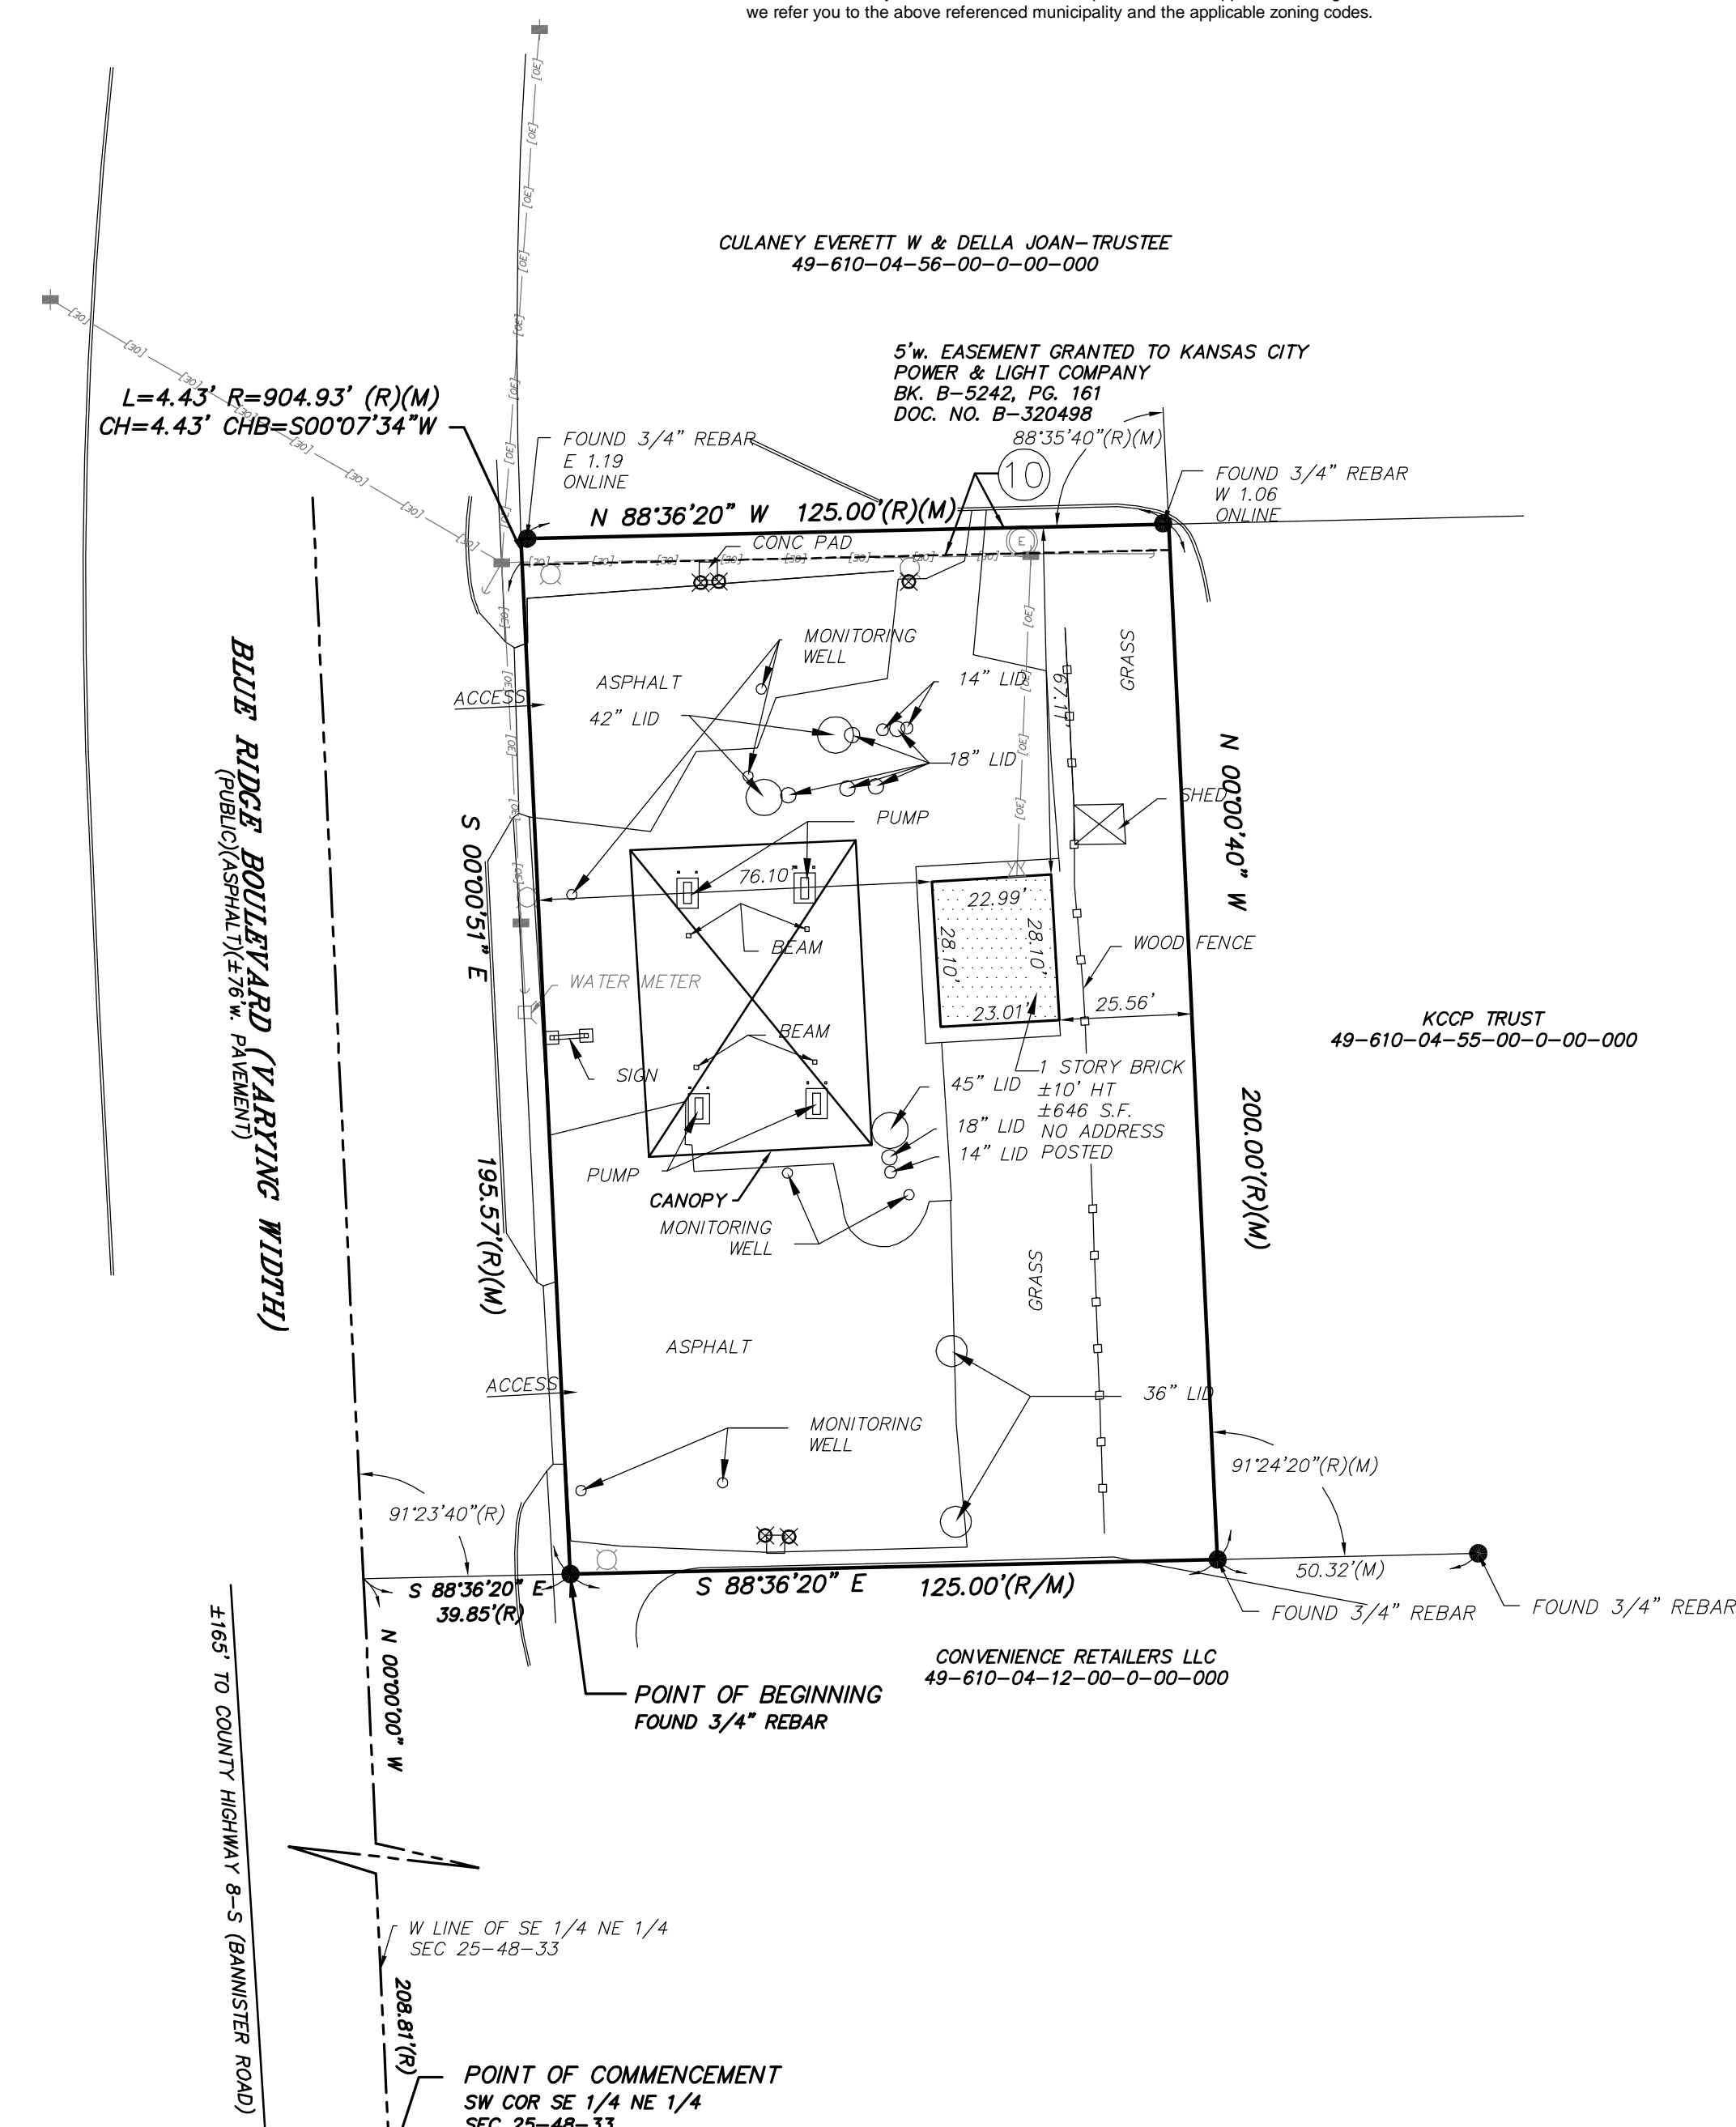 we refer you to the above referenced municipality and the applicable zoning codes.
CULANEY EVERETT W & DELLA JOAN-TRUSTEE
49-610-04-56-00-0-00-000
5'w. EASEMENT GRANTED TO KANSAS CITY
POWER & LIGHT COMPANY
BK. B-5242, PG. 161
DOC. NO. B-320498
88°35'40"(R)(M)
L=4.43' R=904.93' (R)(M)
CH=4.43' CHB=S00°07'34"W
FOUND 3/4" REBAR
E 1.19
ONLINE
10
FOUND 3/4" REBAR
W 1.06
ONLINE
N 88°36'20" W 125.00'(R)(M)
CONC PAD
E
[OE]
MONITORING
WELL
GRASS
ASPHALT
14" LID
67.11'
ACCESS
42" LID
18" LID
N 00°00'40" W
SHED
PUMP
BLUE RIDGE BOULEVARD (VARYING WIDTH)
(PUBLIC)(ASPHALT)(±76'w. PAVEMENT)
S 00°00'51" E
76.10'
22.99'
28.10'
28.10'
23.01'
BEAM
WOOD FENCE
WATER METER
25.56'
BEAM
KCCP TRUST
49-610-04-55-00-0-00-000
SIGN
1 STORY BRICK
±10' HT
±646 S.F.
NO ADDRESS
POSTED
45" LID
18" LID
14" LID
200.00'(R)(M)
195.57'(R)(M)
PUMP
CANOPY
MONITORING
WELL
GRASS
ASPHALT
ACCESS
36" LID
MONITORING
WELL
91°24'20"(R)(M)
91°23'40"(R)
50.32'(M)
S 88°36'20" E
39.85'(R)
S 88°36'20" E 125.00'(R/M)
FOUND 3/4" REBAR
FOUND 3/4" REBAR
N 00°00'00" W
CONVENIENCE RETAILERS LLC
49-610-04-12-00-0-00-000
POINT OF BEGINNING
FOUND 3/4" REBAR
±165' TO COUNTY HIGHWAY 8-S (BANNISTER ROAD)
W LINE OF SE 1/4 NE 1/4
SEC 25-48-33
208.81'(R)
POINT OF COMMENCEMENT
SW COR SE 1/4 NE 1/4
SEC 25-48-33